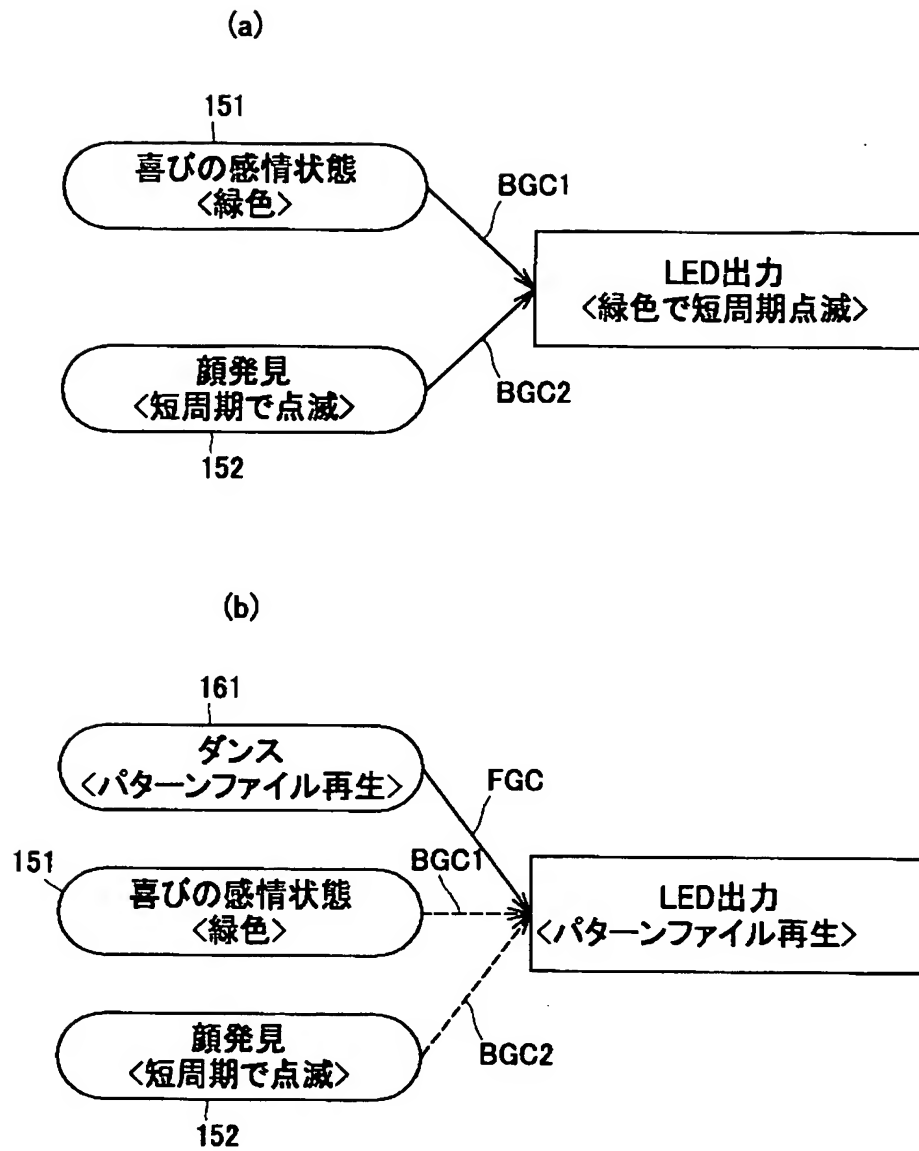 (a)
151
喜びの感情状態
<緑色>
BGC1
LED出力
<緑色で短周期点滅>
顔発見
<短周期で点滅>
BGC2
152
(b)
161
ダンス
<パターンファイル再生>
FGC
151
BGC1
喜びの感情状態
<緑色>
LED出力
<パターンファイル再生>
顔発見
<短周期で点滅>
BGC2
152